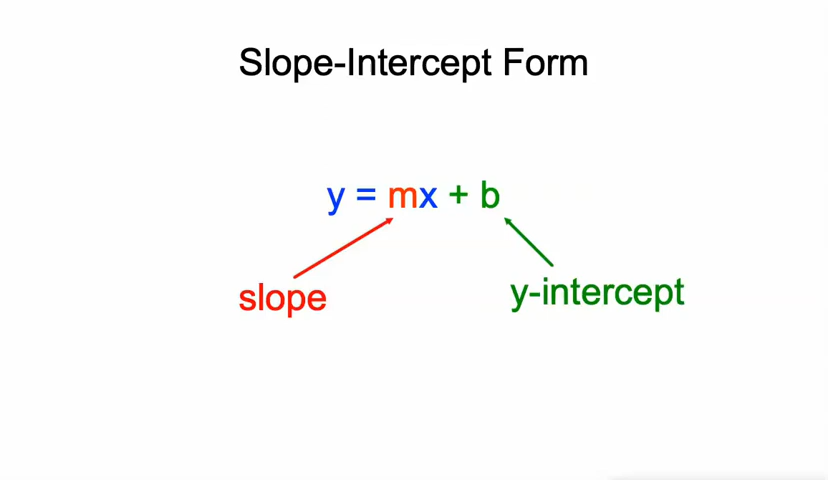 Slope-Intercept Form
y = mx + b
slope
y-intercept